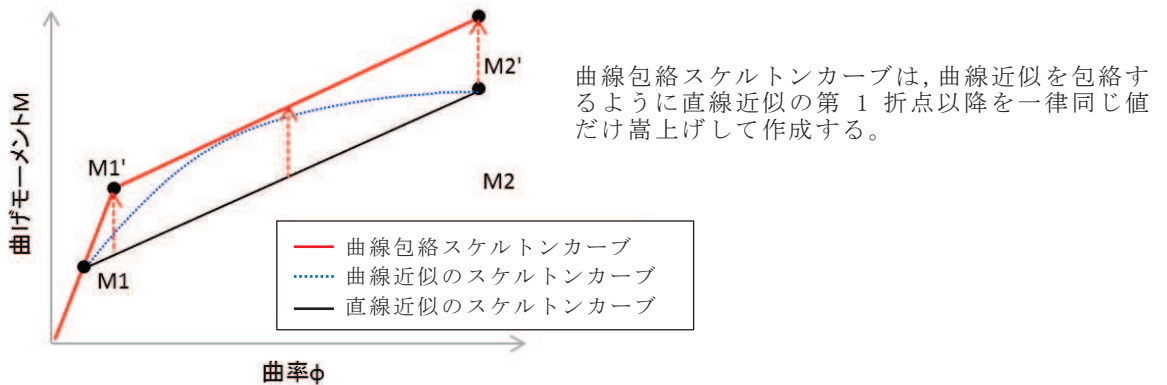 曲げモーメントM
M1'
M1
M2'
M2
曲率φ
曲線包絡スケルトンカーブ
曲線近似のスケルトンカーブ
直線近似のスケルトンカーブ
曲線包絡スケルトンカーブは,曲線近似を包絡す
るように直線近似の第 1 折点以降を一律同じ値
だけ嵩上げして作成する。